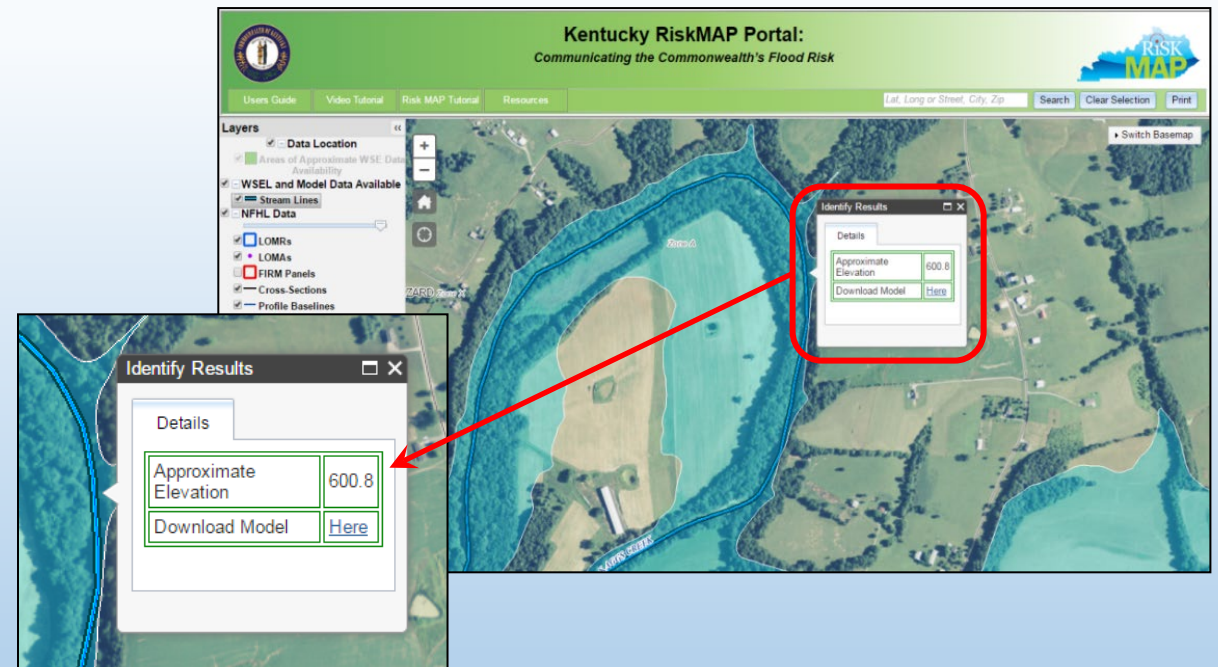 Kentucky RiskMAP Portal:
Communicating the Commonwealth's Flood Risk
RiSK
MAP
Users Guide
Video Tutorial
Risk MAP Tutorial
Resources
Lat, Long or Street, City, Zip
Search
Clear Selection
Print
Layers
Data Location
Areas of Approximate WSE Data
Availability
WSEL and Model Data Available
Stream Lines
NFHL Data
LOMRs
LOMAs
FIRM Panels
Cross-Sections
Profile Baselines
Switch Basemap
Zone A
ZARD Zone X
Identify Results
Details
Approximate
Elevation
600.8
Download Model
Here
Identify Results
Details
Approximate
Elevation
600.8
Download Model
Here